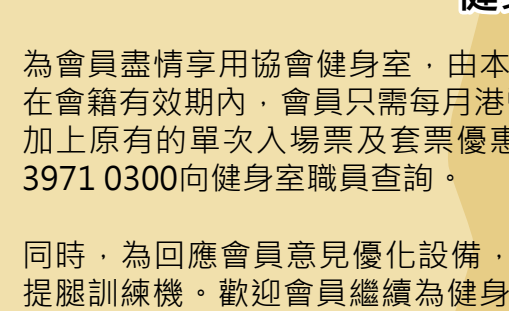 為會員盡情享用協會健身室，由本
在會籍有效期內，會員只需每月港
加上原有的單次入場票及套票優惠
3971 0300向健身室職員查詢。
同時，為回應會員意見優化設備，
提腿訓練機。歡迎會員繼續為健身